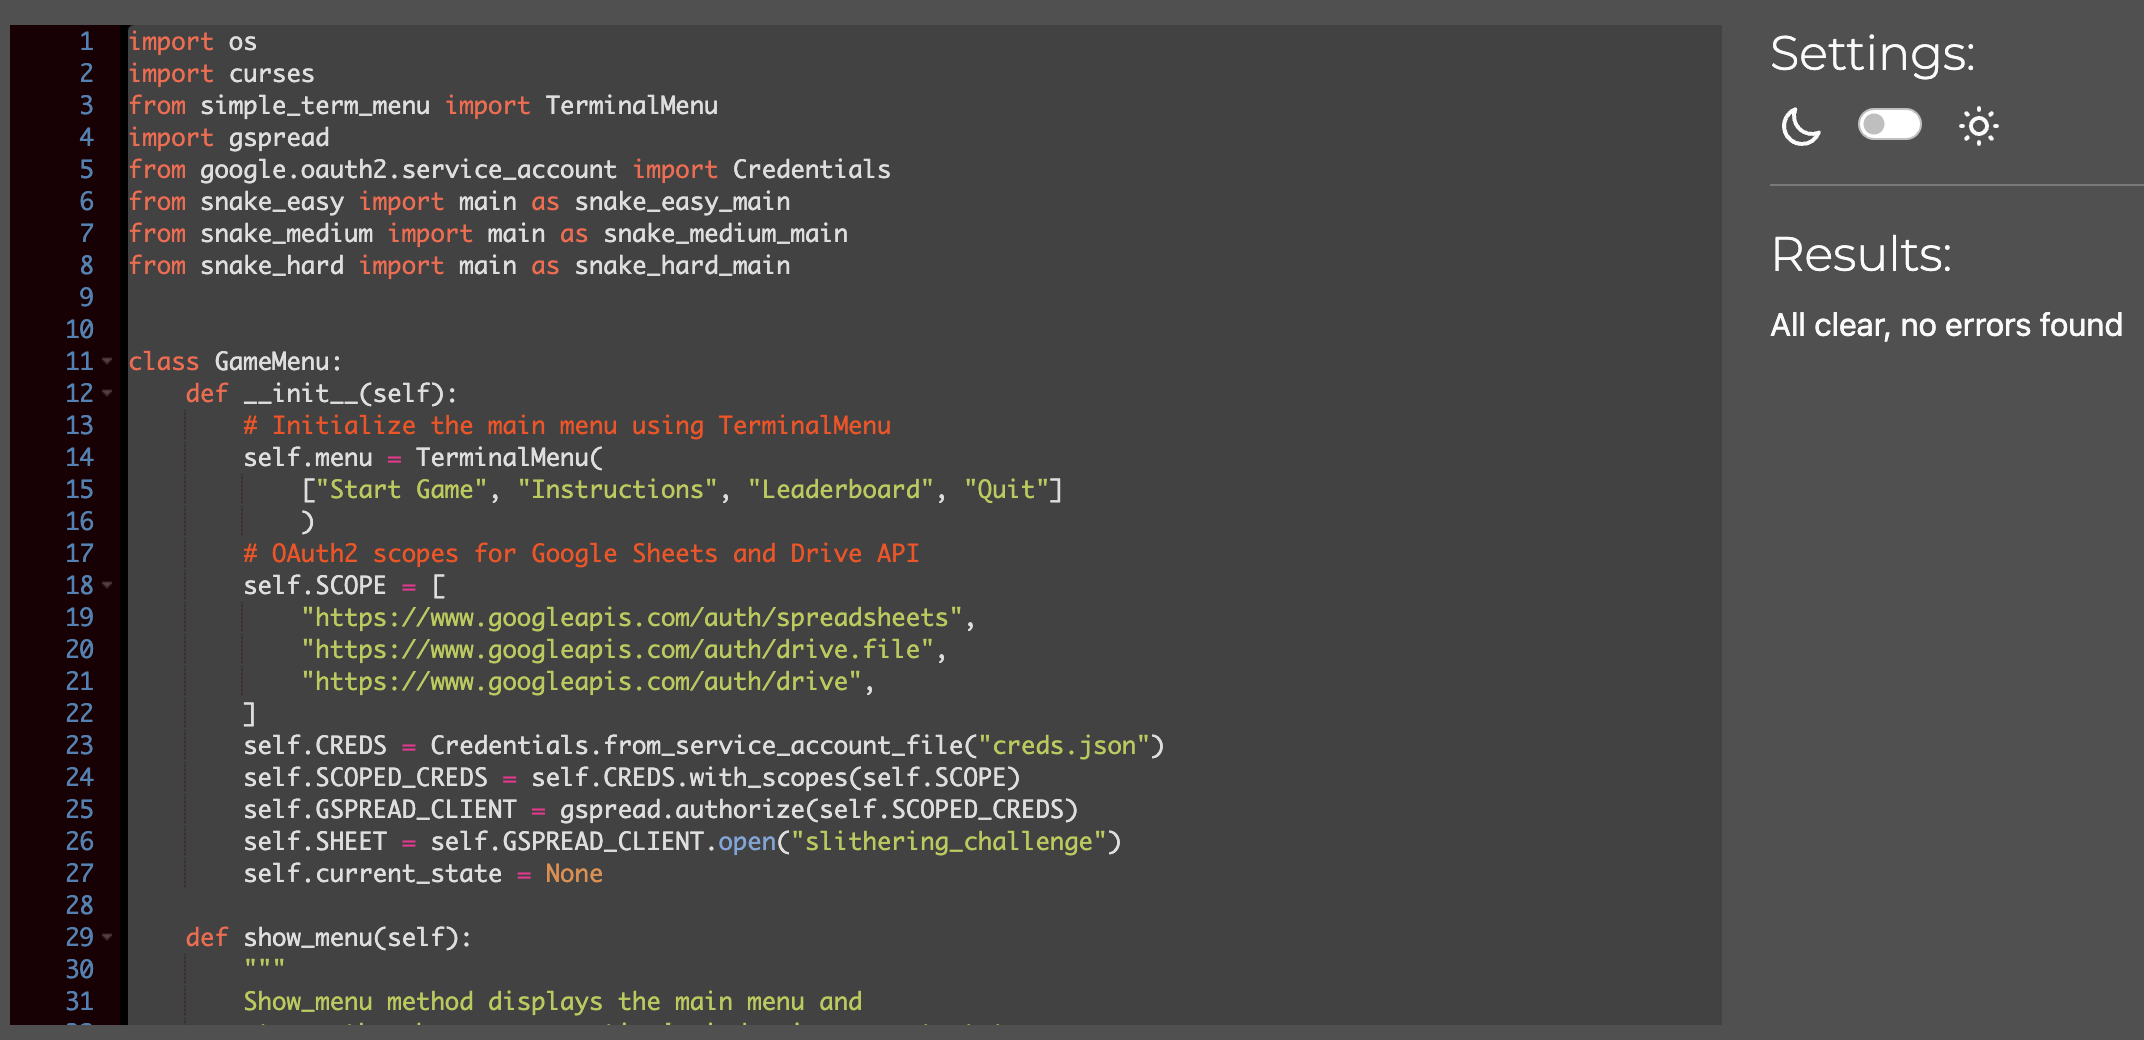 1 import os
2 import curses
3 from simple_term_menu import TerminalMenu
4 import gspread
5 from google.oauth2.service_account import Credentials
6 from snake_easy import main as snake_easy_main
7 from snake_medium import main as snake_medium_main
8 from snake_hard import main as snake_hard_main
9
10
11 class GameMenu:
12     def __init__(self):
13         # Initialize the main menu using TerminalMenu
14         self.menu = TerminalMenu(
15             ["Start Game", "Instructions", "Leaderboard", "Quit"]
16             )
17         # OAuth2 scopes for Google Sheets and Drive API
18         self.SCOPE = [
19             "https://www.googleapis.com/auth/spreadsheets",
20             "https://www.googleapis.com/auth/drive.file",
21             "https://www.googleapis.com/auth/drive",
22         ]
23         self.CREDS = Credentials.from_service_account_file("creds.json")
24         self.SCOPED_CREDS = self.CREDS.with_scopes(self.SCOPE)
25         self.GSPREAD_CLIENT = gspread.authorize(self.SCOPED_CREDS)
26         self.SHEET = self.GSPREAD_CLIENT.open("slithering_challenge")
27         self.current_state = None
28
29     def show_menu(self):
30         """
31         Show_menu method displays the main menu and
Settings:
Results:
All clear, no errors found